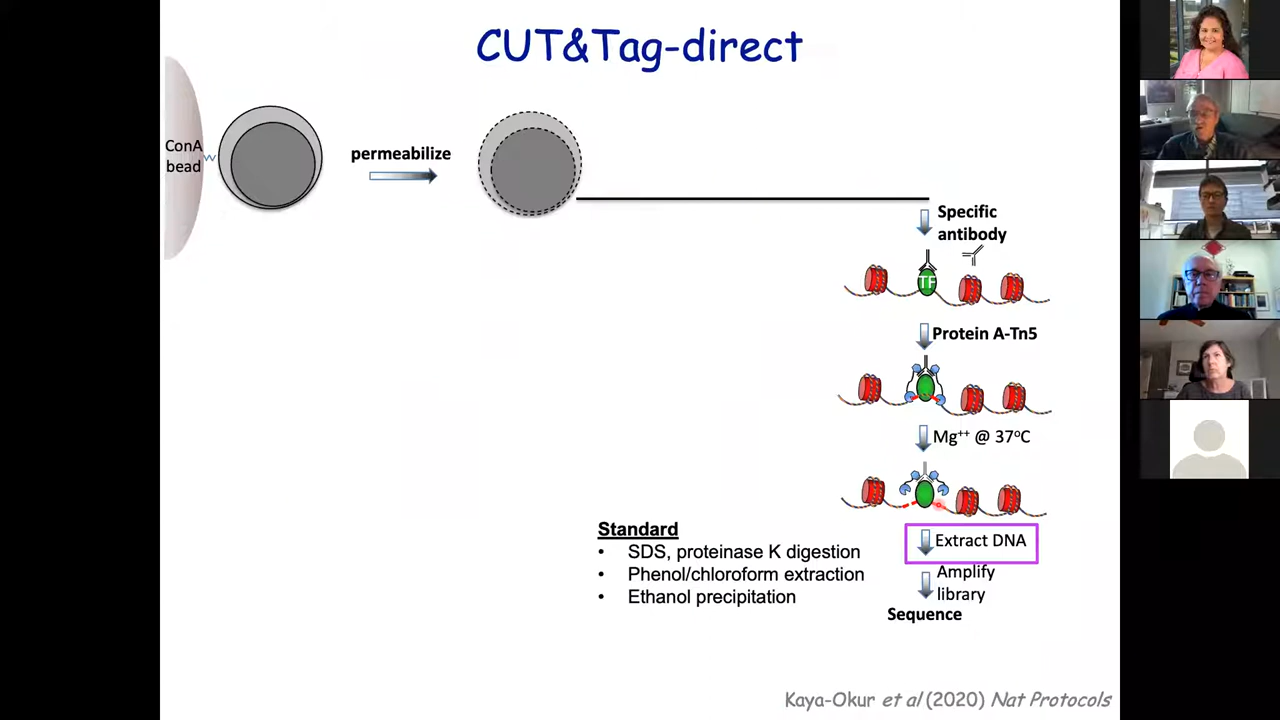 CUT&Tag-direct
ConA
bead
permeabilize
Specific
antibody
TF
Protein A-Tn5
Mg⁺⁺ @ 37ºC
Standard
• SDS, proteinase K digestion
• Phenol/chloroform extraction
• Ethanol precipitation
Extract DNA
Amplify
library
Sequence
Kaya-Okur et al (2020) Nat Protocols